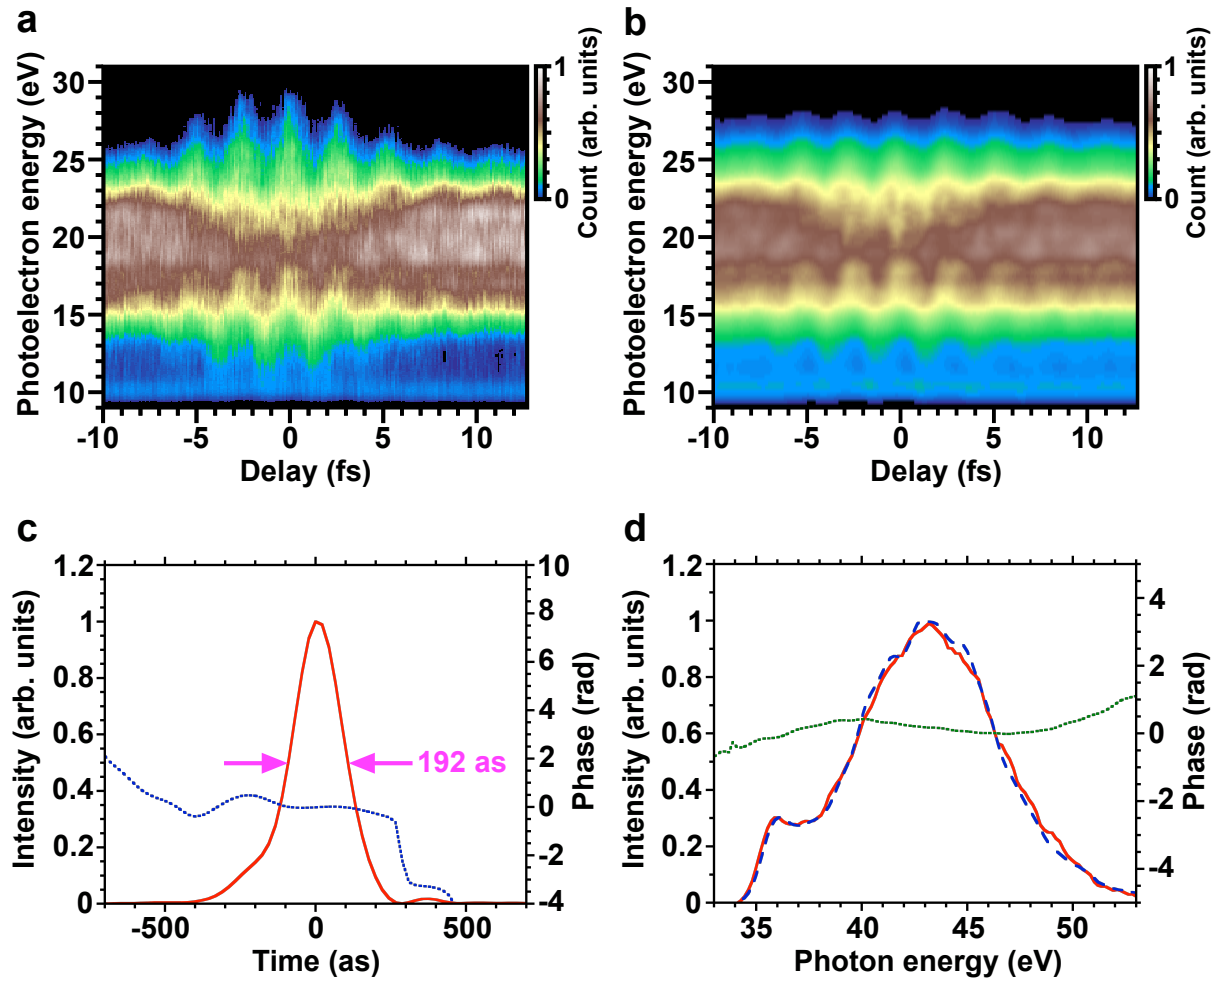 a
Photoelectron energy (eV)
30
25
20
15
10
-10 -5 0 5 10
Delay (fs)
1
0
Count (arb. units)
b
Photoelectron energy (eV)
30
25
20
15
10
-10 -5 0 5 10
Delay (fs)
1
0
Count (arb. units)
c
Intensity (arb. units)
1.2
1
0.8
0.6
0.4
0.2
0
192 as
10
8
6
4
2
0
-2
-4
Phase (rad)
-500 0 500
Time (as)
d
Intensity (arb. units)
1.2
1
0.8
0.6
0.4
0.2
0
4
2
0
-2
-4
Phase (rad)
35 40 45 50
Photon energy (eV)